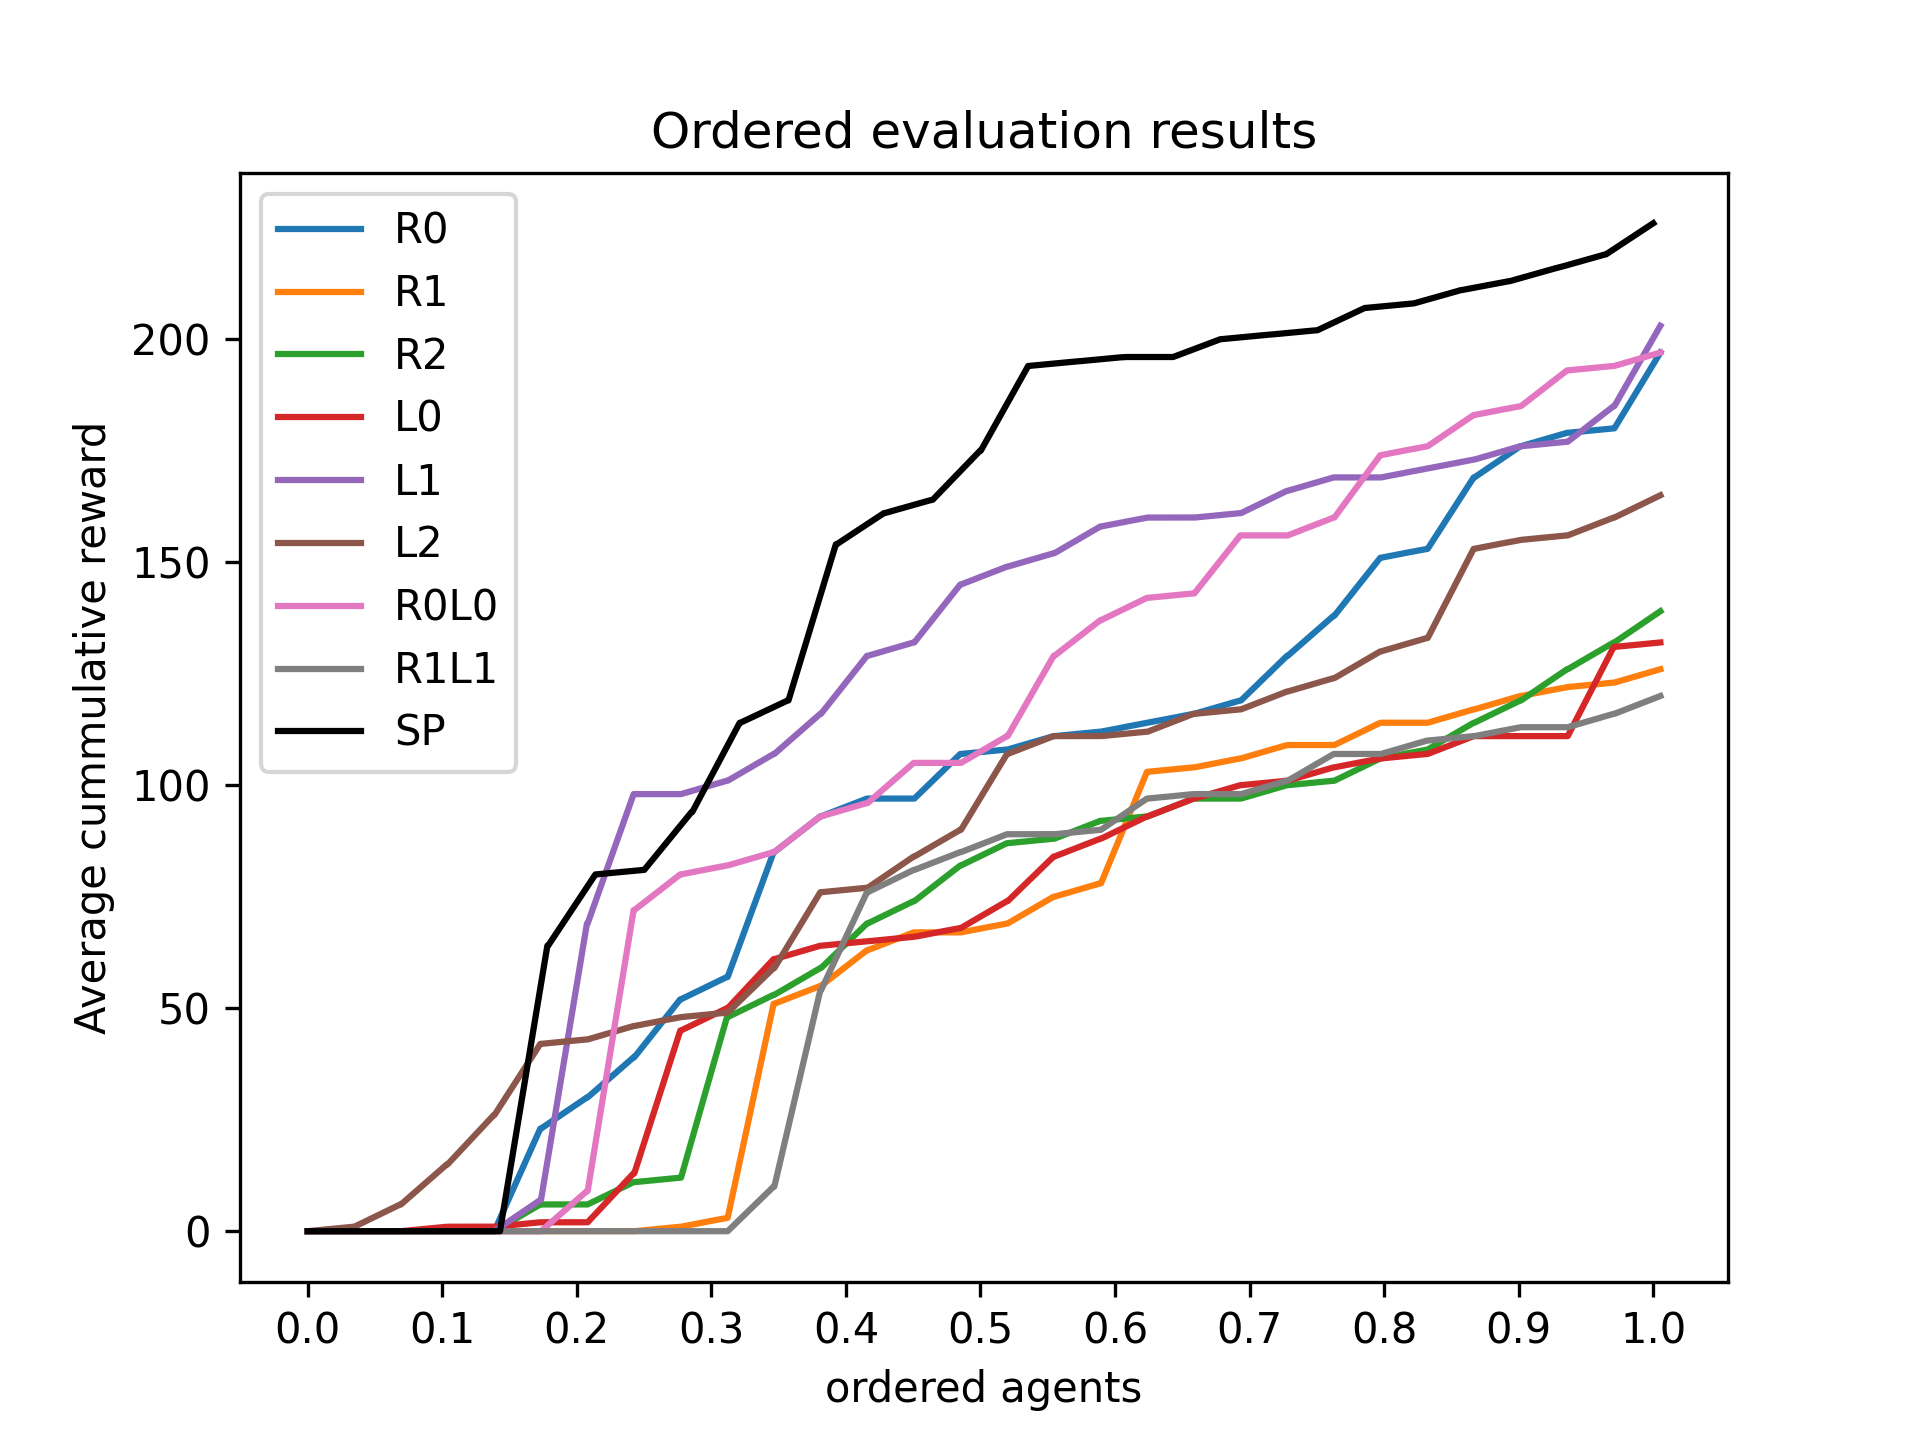 Ordered evaluation results
R0
R1
R2
L0
L1
L2
R0L0
R1L1
SP
Average cummulative reward
200
150
100
50
0
0.0 0.1 0.2 0.3 0.4 0.5 0.6 0.7 0.8 0.9 1.0
ordered agents